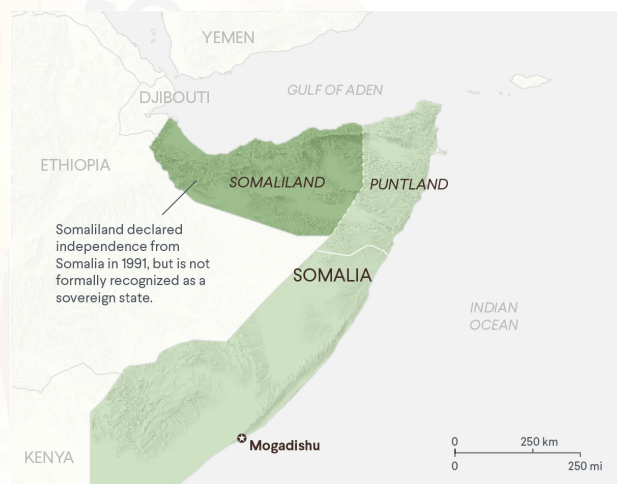 YEMEN
DJIBOUTI
GULF OF ADEN
ETHIOPIA
SOMALILAND
PUNTLAND
Somaliland declared
independence from
Somalia in 1991, but is not
formally recognized as a
sovereign state.
SOMALIA
INDIAN
OCEAN
Mogadishu
KENYA
0 250 km
0 250 mi